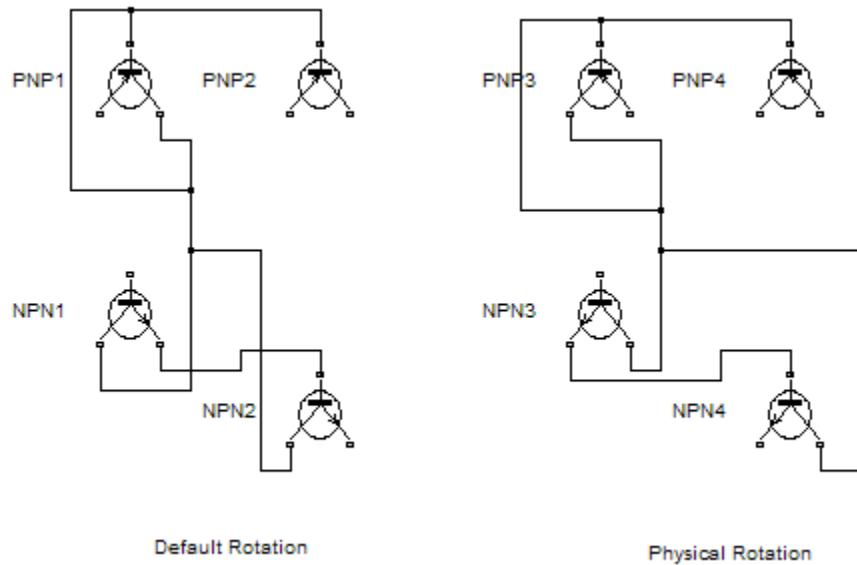 PNP1
PNP2
PNP3
PNP4
NPN1
NPN3
NPN2
NPN4
Default Rotation
Physical Rotation